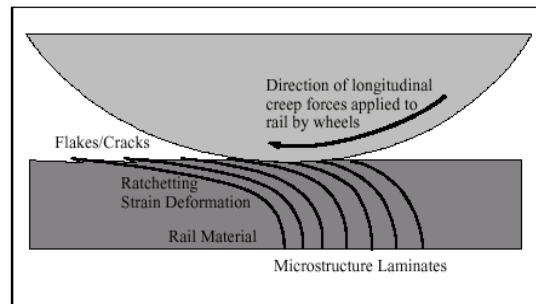 Direction of longitudinal
creep forces applied to
rail by wheels
Flakes/Cracks
Ratchetting
Strain Deformation
Rail Material
Microstructure Laminates